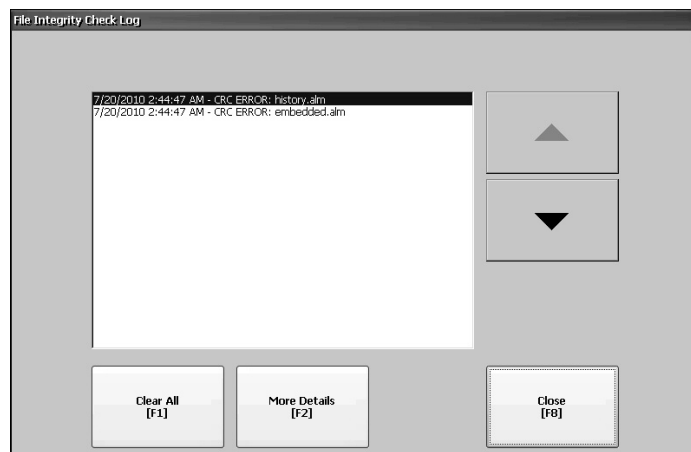 File Integrity Check Log
7/20/2010 2:44:47 AM - CRC ERROR: history.alm
7/20/2010 2:44:47 AM - CRC ERROR: embedded.alm
Clear All
[F1]
More Details
[F2]
Close
[F8]